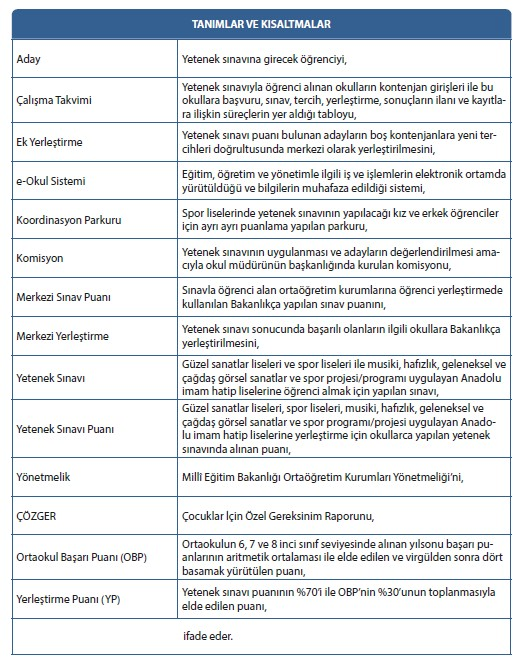 TANIMLAR VE KISALTMALAR
Aday
Yetenek sınavına girecek öğrenciyi,
Çalışma Takvimi
Yetenek sınavıyla öğrenci alınan okulların kontenjan girişleri ile bu
okullara başvuru, sınav, tercih, yerleştirme, sonuçların ilanı ve kayıtla-
ra ilişkin süreçlerin yer aldığı tabloyu,
Ek Yerleştirme
Yetenek sınavı puanı bulunan adayların boş kontenjanlara yeni ter-
cihleri doğrultusunda merkezi olarak yerleştirilmesini,
e-Okul Sistemi
Eğitim, öğretim ve yönetimle ilgili iş ve işlemlerin elektronik ortamda
yürütüldüğü ve bilgilerin muhafaza edildiği sistemi,
Koordinasyon Parkuru
Spor liselerinde yetenek sınavının yapılacağı kız ve erkek öğrenciler
için ayrı ayrı puanlama yapılan parkuru,
Komisyon
Yetenek sınavının uygulanması ve adayların değerlendirilmesi ama-
cıyla okul müdürünün başkanlığında kurulan komisyonu,
Merkezi Sınav Puanı
Sınavla öğrenci alan ortaöğretim kurumlarına öğrenci yerleştirmede
kullanılan Bakanlıkça yapılan sınav puanını,
Merkezi Yerleştirme
Yetenek sınavı sonucunda başarılı olanların ilgili okullara Bakanlıkça
yerleştirilmesini,
Yetenek Sınavı
Güzel sanatlar liseleri ve spor liseleri ile musiki, hafızlık, geleneksel ve
çağdaş görsel sanatlar ve spor projesi/programı uygulayan Anadolu
imam hatip liselerine öğrenci almak için yapılan sınavı,
Yetenek Sınavı Puanı
Güzel sanatlar liseleri, spor liseleri, musiki, hafızlık, geleneksel ve
çağdaş görsel sanatlar ve spor programı/projesi uygulayan Anado-
lu imam hatip liselerine yerleştirme için okullarca yapılan yetenek
sınavında alınan puanı,
Yönetmelik
Millî Eğitim Bakanlığı Ortaöğretim Kurumları Yönetmeliği’ni,
ÇÖZGER
Çocuklar İçin Özel Gereksinim Raporunu,
Ortaokul Başarı Puanı (OBP)
Ortaokulun 6, 7 ve 8 inci sınıf seviyesinde alınan yılsonu başarı pu-
anlarının aritmetik ortalaması ile elde edilen ve virgülden sonra dört
basamak yürütülen puanı,
Yerleştirme Puanı (YP)
Yetenek sınavı puanının %70’i ile OBP’nin %30’unun toplanmasıyla
elde edilen puanı,
ifade eder.